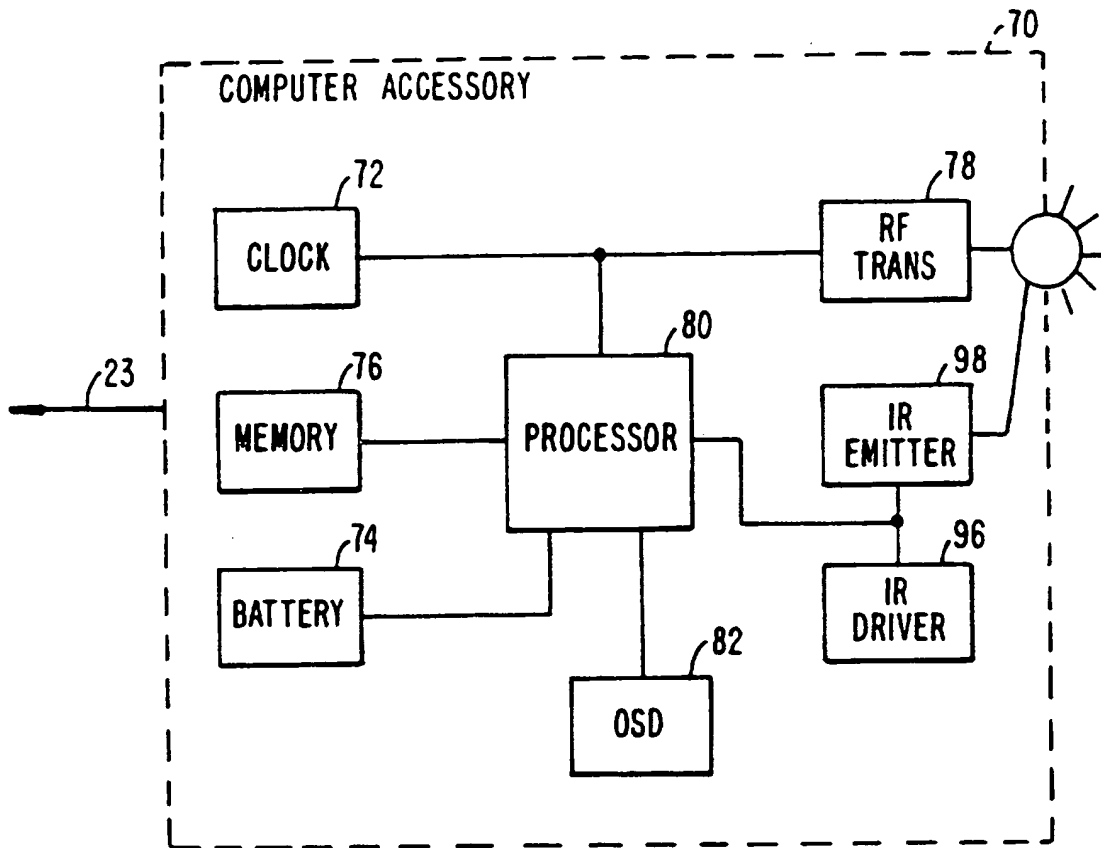 70
COMPUTER ACCESSORY
72
CLOCK
78
RF
TRANS
80
PROCESSOR
23
76
MEMORY
98
IR
EMITTER
74
BATTERY
96
IR
DRIVER
82
OSD